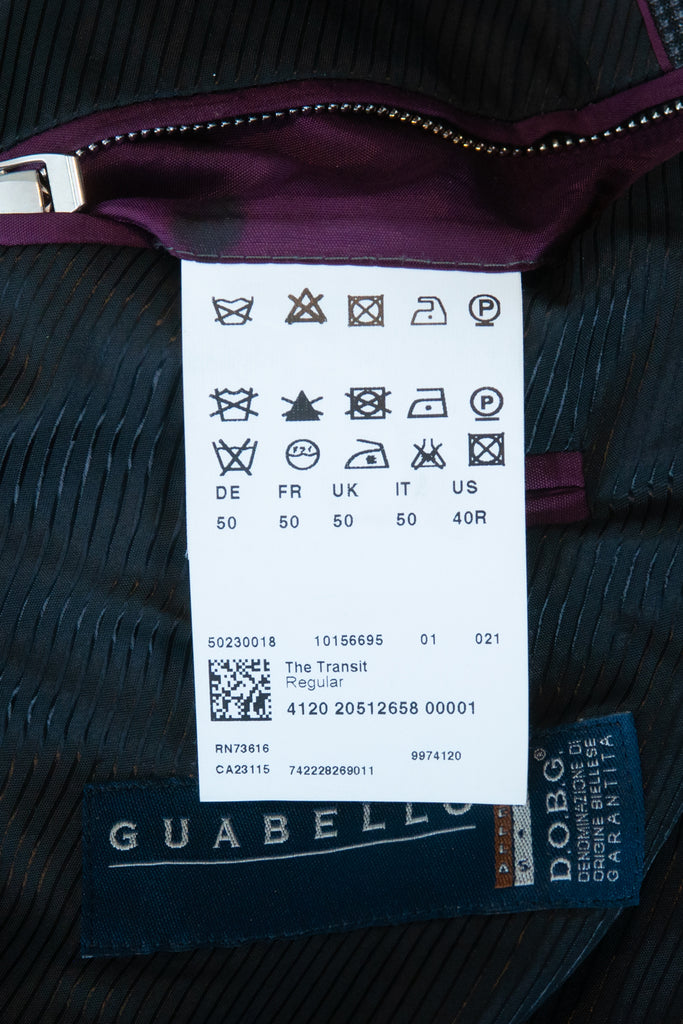 P
P
DE FR UK IT US
50 50 50 50 40R
50230018 10156695 01 021
The Transit
Regular
4120 20512658 00001
RN73616
CA23115 742228269011 9974120
GUABELLO
D.O.B.G.®
DENOMINAZIONE DI
ORIGINE BIELLESE
GARANTITA